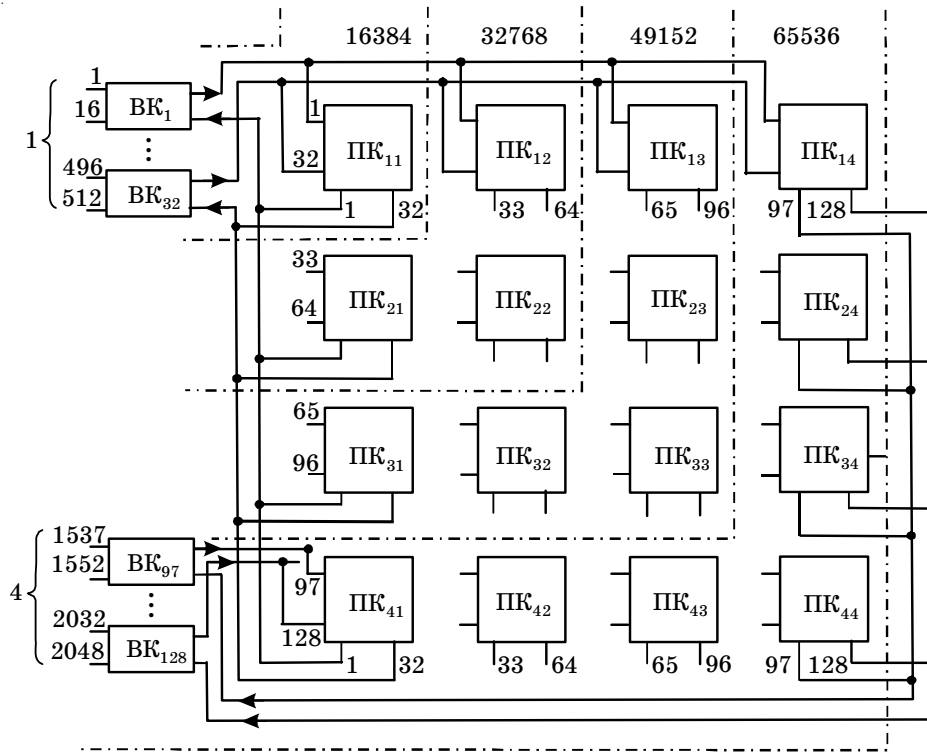 16384 32768 49152 65536
1
1 ВК₁
16
496 ВК₃₂
512
1 ПК₁₁ ПК₁₂ ПК₁₃ ПК₁₄
32
1 32 33 64 65 96 97 128
33 ПК₂₁ ПК₂₂ ПК₂₃ ПК₂₄
64
65 ПК₃₁ ПК₃₂ ПК₃₃ ПК₃₄
96
4
1537 ВК₉₇
1552
2032 ВК₁₂₈
2048
97 ПК₄₁ ПК₄₂ ПК₄₃ ПК₄₄
128
1 32 33 64 65 96 97 128